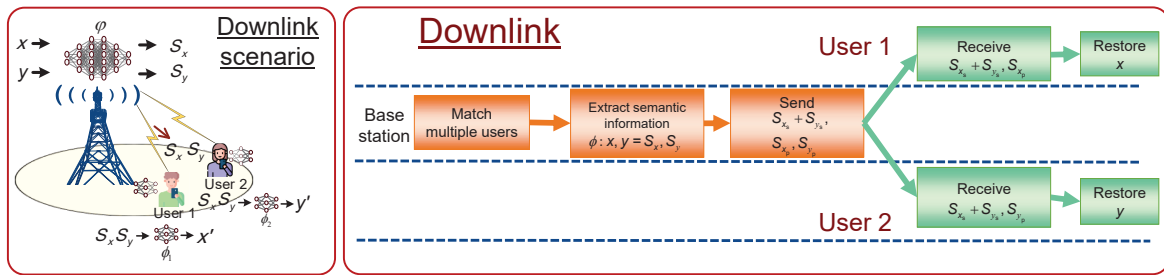 Downlink
scenario
φ
x
y
S_x
S_y
S_x S_y
User 2
User 1
S_x S_y
ϕ_2
y'
S_x S_y
ϕ_1
x'
Downlink
User 1
Base
station
Match
multiple users
Extract semantic
information
ϕ : x, y = S_x, S_y
Send
S_{x_s} + S_{y_s},
S_{x_p}, S_{y_p}
Receive
S_{x_s} + S_{y_s}, S_{x_p}
Restore
x
User 2
Receive
S_{x_s} + S_{y_s}, S_{y_p}
Restore
y